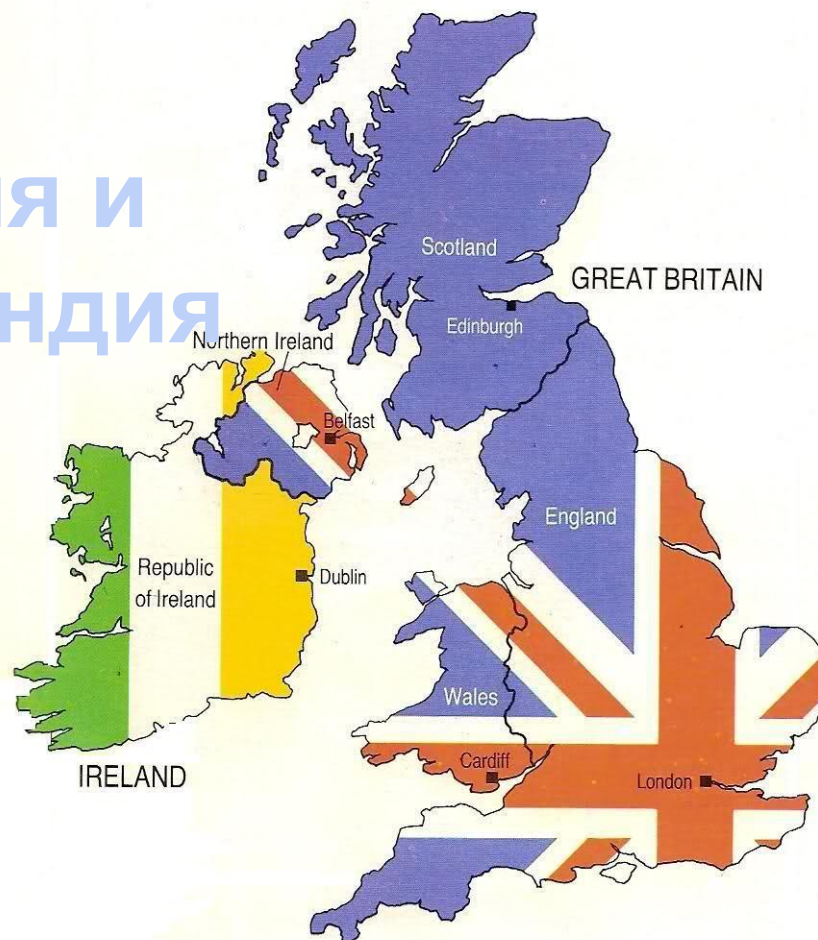 ия и
ндия
Scotland
GREAT BRITAIN
Edinburgh
Northern Ireland
Belfast
England
Republic
of Ireland
Dublin
Wales
Cardiff
London
IRELAND